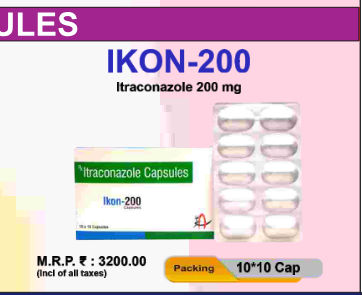 ULES
IKON-200
Itraconazole 200 mg
Itraconazole Capsules
Ikon-200
Capsules
10 x 10 Capsules
M.R.P. ₹ : 3200.00
(Incl of all taxes)
Packing
10*10 Cap